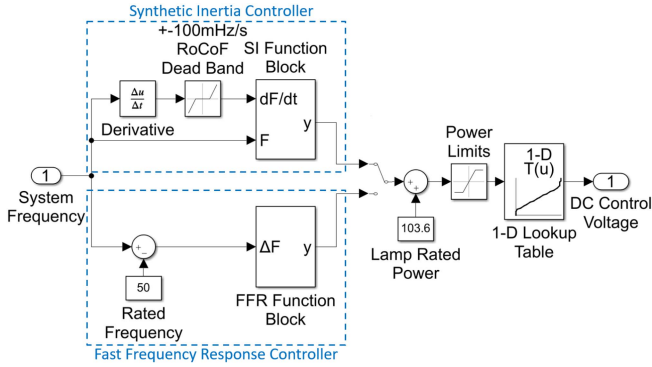 Synthetic Inertia Controller
+-100mHz/s
RoCoF
Dead Band
SI Function
Block
Δu
Δt
Derivative
dF/dt
F
y
1
System
Frequency
Power
Limits
1-D
T(u)
1-D Lookup
Table
1
DC Control
Voltage
+
+
103.6
Lamp Rated
Power
+
−
50
Rated
Frequency
ΔF
y
FFR Function
Block
Fast Frequency Response Controller